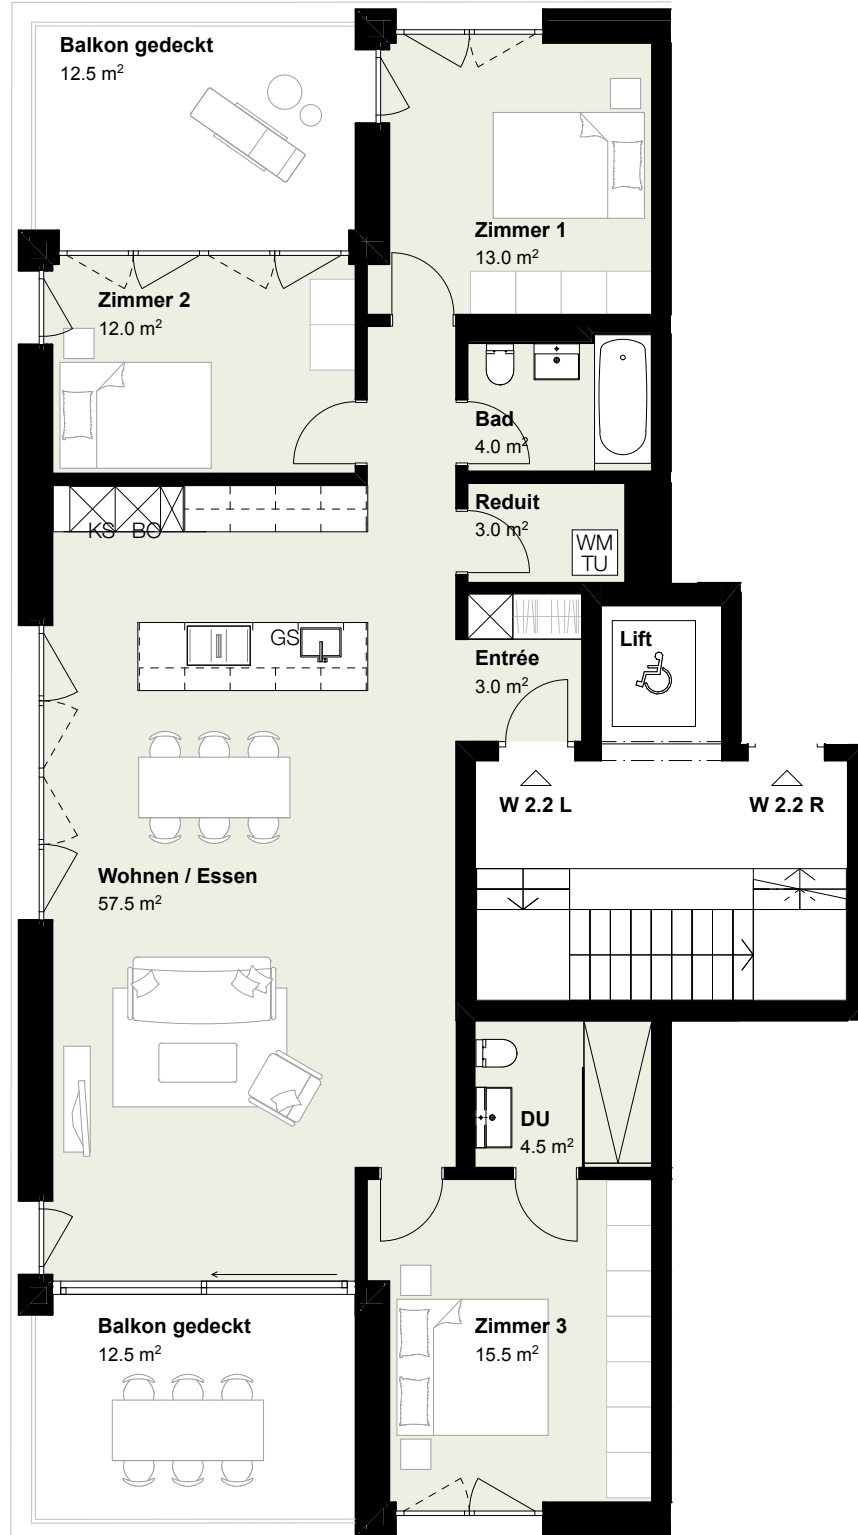 Balkon gedeckt
12.5 m²
Zimmer 1
13.0 m²
Zimmer 2
12.0 m²
Bad
4.0 m²
Reduit
3.0 m²
WM
TU
KS BO
GS
Entrée
3.0 m²
Lift
W 2.2 L
W 2.2 R
Wohnen / Essen
57.5 m²
DU
4.5 m²
Balkon gedeckt
12.5 m²
Zimmer 3
15.5 m²